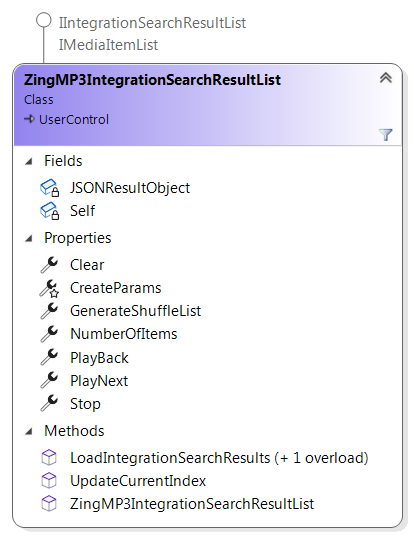 IIntegrationSearchResultList
IMediaItemList
ZingMP3IntegrationSearchResultList
Class
UserControl
Fields
JSONResultObject
Self
Properties
Clear
CreateParams
GenerateShuffleList
NumberOfItems
PlayBack
PlayNext
Stop
Methods
LoadIntegrationSearchResults (+ 1 overload)
UpdateCurrentIndex
ZingMP3IntegrationSearchResultList